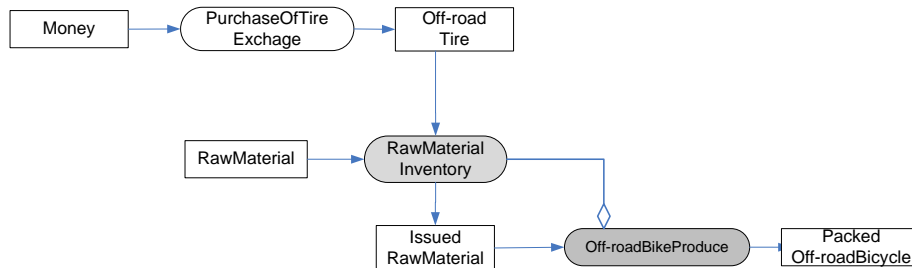 Money
PurchaseOfTire
Exchage
Off-road
Tire
RawMaterial
RawMaterial
Inventory
Issued
RawMaterial
Off-roadBikeProduce
Packed
Off-roadBicycle